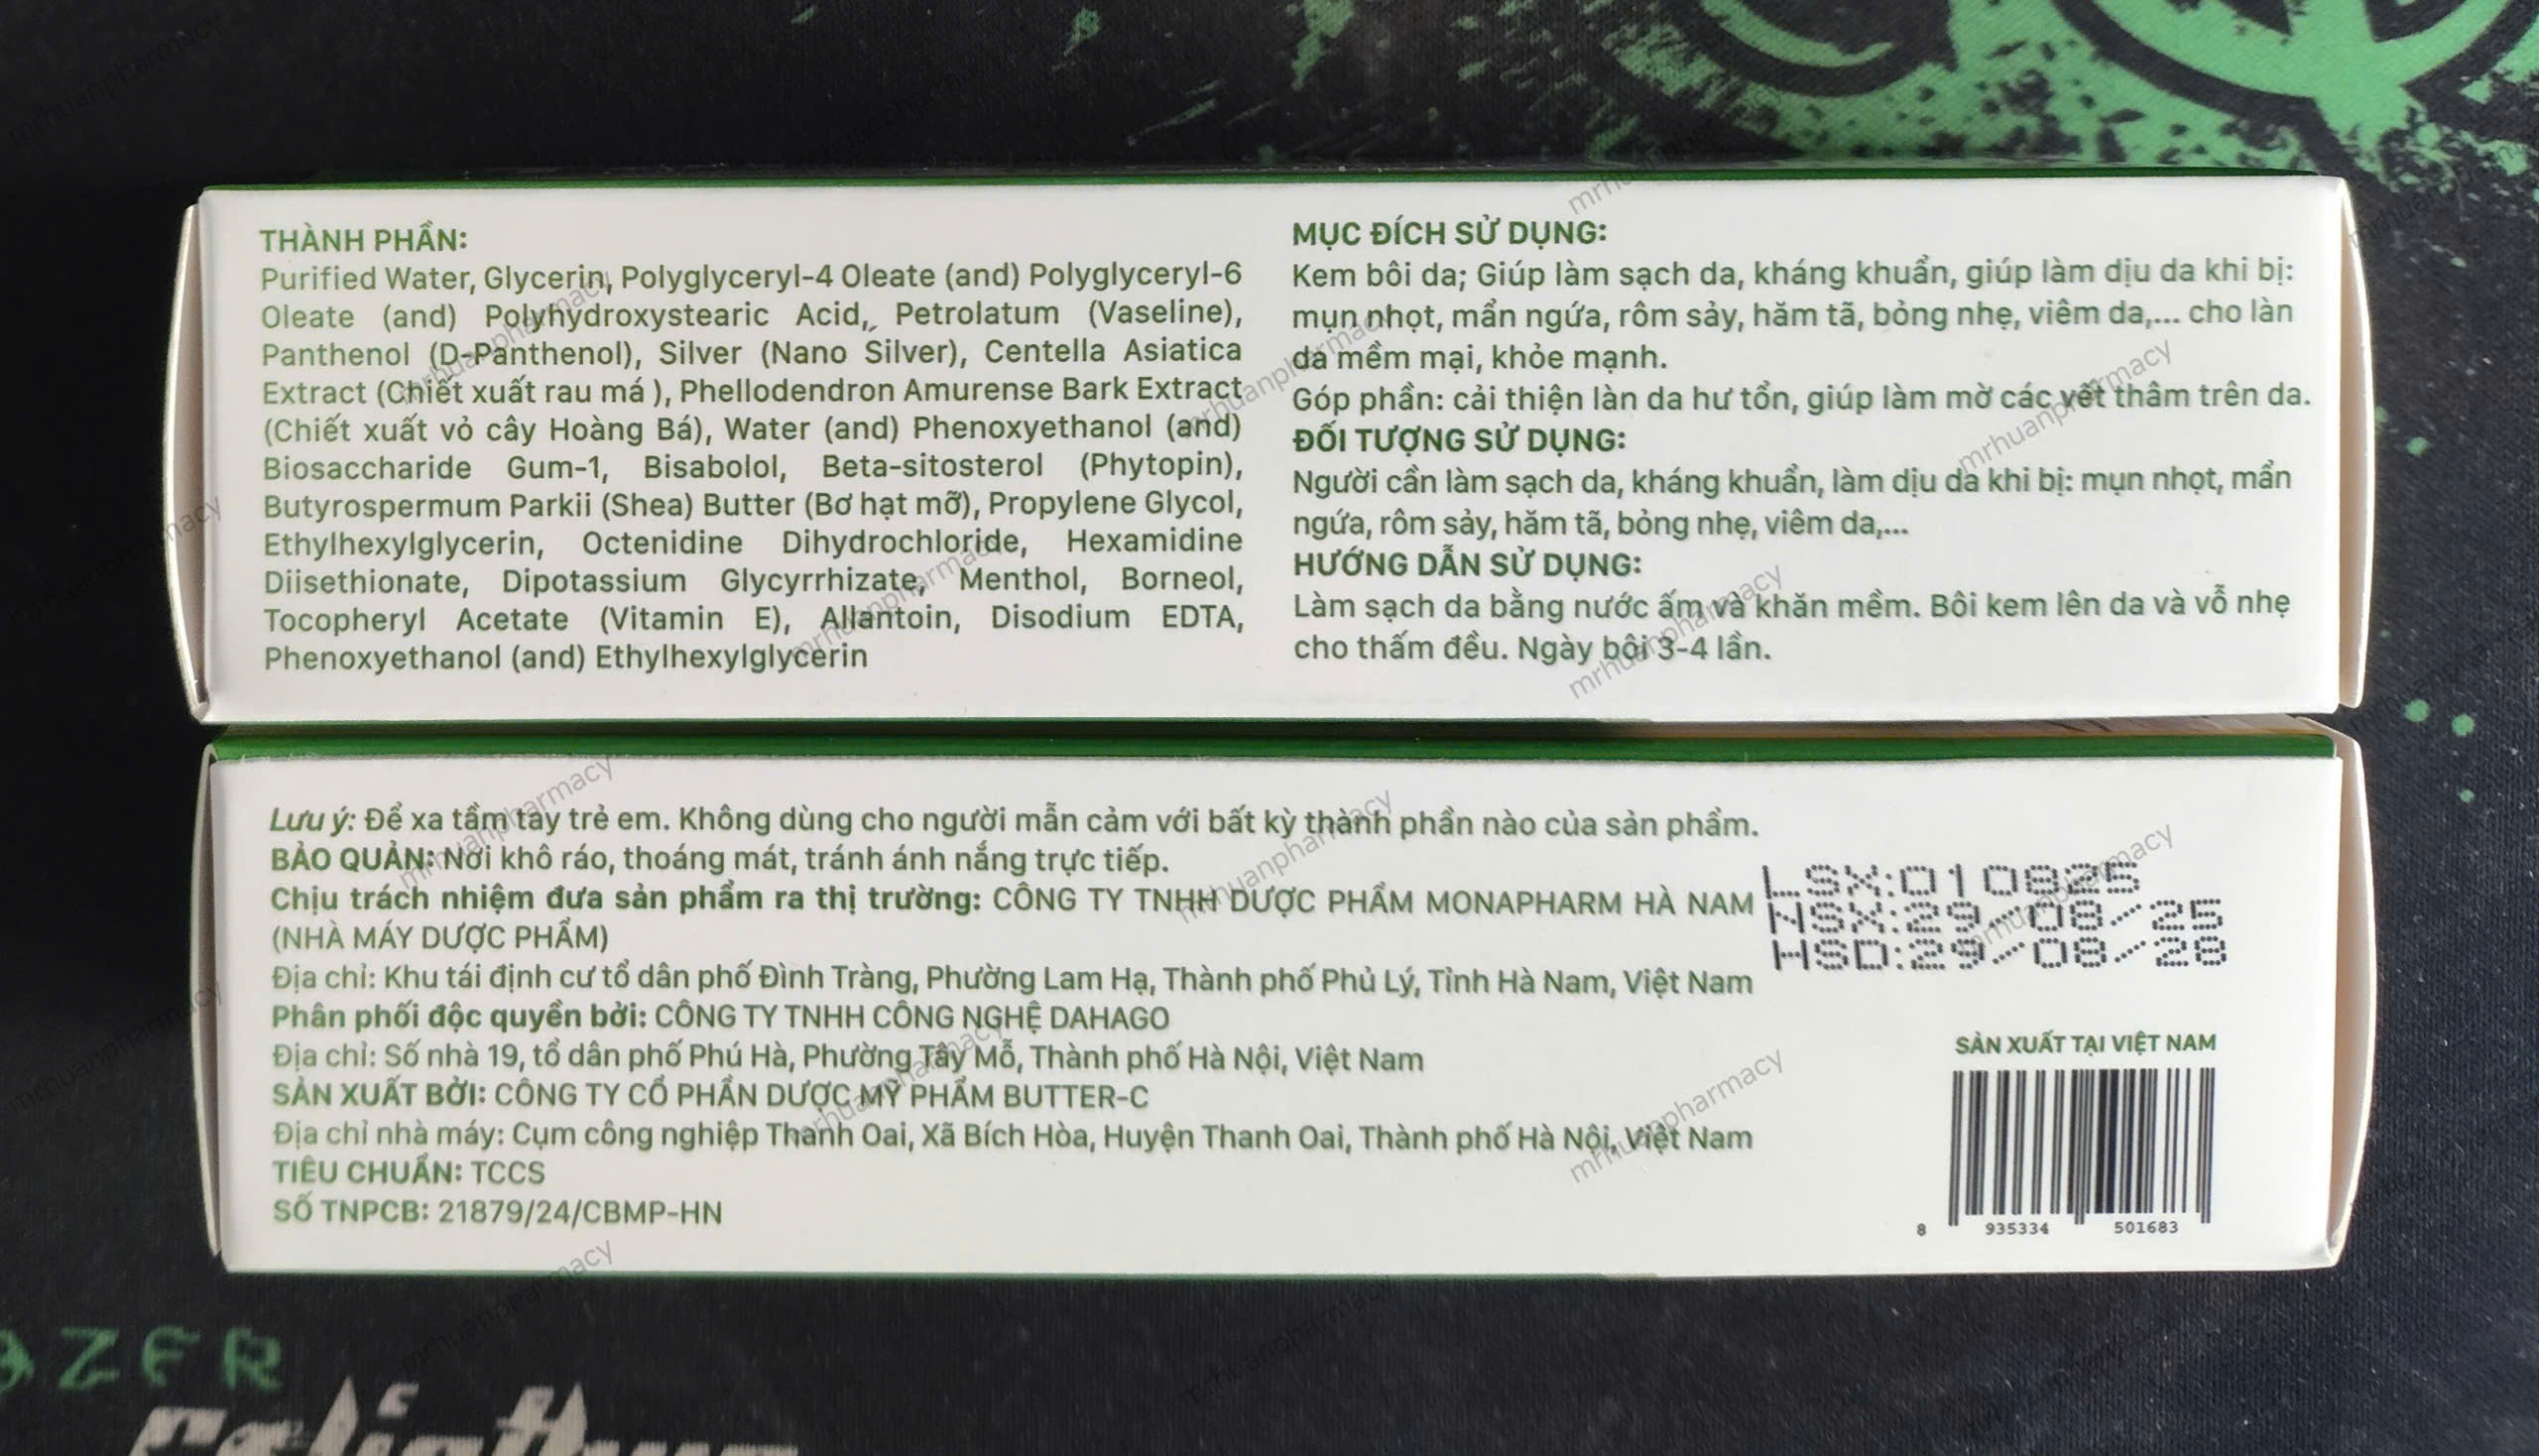 THÀNH PHẦN:
Purified Water, Glycerin, Polyglyceryl-4 Oleate (and) Polyglyceryl-6
Oleate (and) Polyhydroxystearic Acid, Petrolatum (Vaseline),
Panthenol (D-Panthenol), Silver (Nano Silver), Centella Asiatica
Extract (Chiết xuất rau má ), Phellodendron Amurense Bark Extract
(Chiết xuất vỏ cây Hoàng Bá), Water (and) Phenoxyethanol (and)
Biosaccharide Gum-1, Bisabolol, Beta-sitosterol (Phytopin),
Butyrospermum Parkii (Shea) Butter (Bơ hạt mỡ), Propylene Glycol,
Ethylhexylglycerin, Octenidine Dihydrochloride, Hexamidine
Diisethionate, Dipotassium Glycyrrhizate, Menthol, Borneol,
Tocopheryl Acetate (Vitamin E), Allantoin, Disodium EDTA,
Phenoxyethanol (and) Ethylhexylglycerin
MỤC ĐÍCH SỬ DỤNG:
Kem bôi da; Giúp làm sạch da, kháng khuẩn, giúp làm dịu da khi bị:
mụn nhọt, mẩn ngứa, rôm sảy, hăm tã, bỏng nhẹ, viêm da,... cho làn
da mềm mại, khỏe mạnh.
Góp phần: cải thiện làn da hư tổn, giúp làm mờ các vết thâm trên da.
ĐỐI TƯỢNG SỬ DỤNG:
Người cần làm sạch da, kháng khuẩn, làm dịu da khi bị: mụn nhọt, mẩn
ngứa, rôm sảy, hăm tã, bỏng nhẹ, viêm da,...
HƯỚNG DẪN SỬ DỤNG:
Làm sạch da bằng nước ấm và khăn mềm. Bôi kem lên da và vỗ nhẹ
cho thấm đều. Ngày bôi 3-4 lần.
Lưu ý: Để xa tầm tay trẻ em. Không dùng cho người mẫn cảm với bất kỳ thành phần nào của sản phẩm.
BẢO QUẢN: Nơi khô ráo, thoáng mát, tránh ánh nắng trực tiếp.
Chịu trách nhiệm đưa sản phẩm ra thị trường: CÔNG TY TNHH DƯỢC PHẨM MONAPHARM HÀ NAM
(NHÀ MÁY DƯỢC PHẨM)
Địa chỉ: Khu tái định cư tổ dân phố Đình Tràng, Phường Lam Hạ, Thành phố Phủ Lý, Tỉnh Hà Nam, Việt Nam
Phân phối độc quyền bởi: CÔNG TY TNHH CÔNG NGHỆ DAHAGO
Địa chỉ: Số nhà 19, tổ dân phố Phú Hà, Phường Tây Mỗ, Thành phố Hà Nội, Việt Nam
SẢN XUẤT BỞI: CÔNG TY CỔ PHẦN DƯỢC MỸ PHẨM BUTTER-C
Địa chỉ nhà máy: Cụm công nghiệp Thanh Oai, Xã Bích Hòa, Huyện Thanh Oai, Thành phố Hà Nội, Việt Nam
TIÊU CHUẨN: TCCS
SỐ TNPCB: 21879/24/CBMP-HN
LSX:010825
NSX:29/08/25
HSD:29/08/28
SẢN XUẤT TẠI VIỆT NAM
8 935334 501683
mrhuanpharmacy